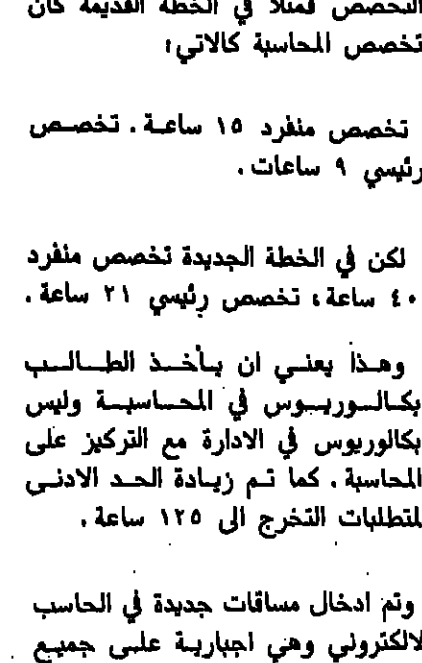 التخصص فمثلا في الخطة القديمة كان
تخصص المحاسبة كالاتي؛
تخصص منفرد ١٥ ساعة . تخصص
رئيسي ٩ ساعات .
لكن في الخطة الجديدة تخصص منفرد
٤٠ ساعة ، تخصص رئيسي ٢١ ساعة .
وهذا يعني ان يأخذ الطالب
بكالوريوس في المحاسبة وليس
بكالوريوس في الادارة مع التركيز على
المحاسبة . كما تم زيادة الحد الادنى
لمتطلبات التخرج الى ١٢٥ ساعة .
وتم ادخال مساقات جديدة في الحاسب
الالكتروني وهي اجبارية على جميع